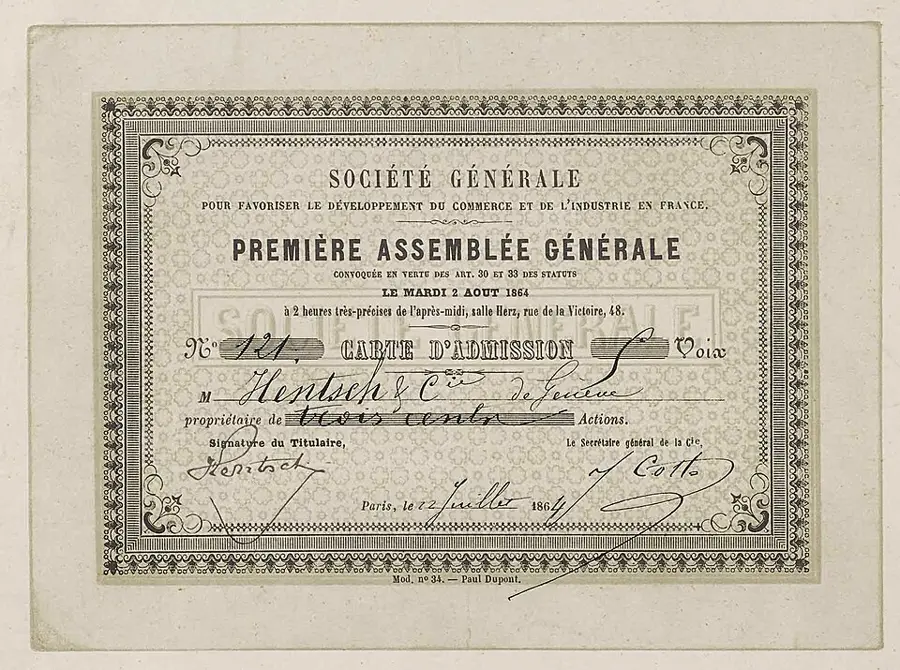 SOCIÉTÉ GÉNÉRALE
POUR FAVORISER LE DÉVELOPPEMENT DU COMMERCE ET DE L'INDUSTRIE EN FRANCE.
PREMIÈRE ASSEMBLÉE GÉNÉRALE
CONVOQUÉE EN VERTU DES ART. 30 ET 33 DES STATUTS
LE MARDI 2 AOUT 1864
à 2 heures très-précises de l'après-midi, salle Herz, rue de la Victoire, 48.
SOCIÉTÉ GÉNÉRALE
No 121. CARTE D'ADMISSION Voix
M Hentsch & Cie de Genève
propriétaire de trois cents Actions.
Signature du Titulaire, Le Secrétaire général de la Cie,
Hentsch
Paris, le 22 Juillet 1864
Mod. no 34. — Paul Dupont.